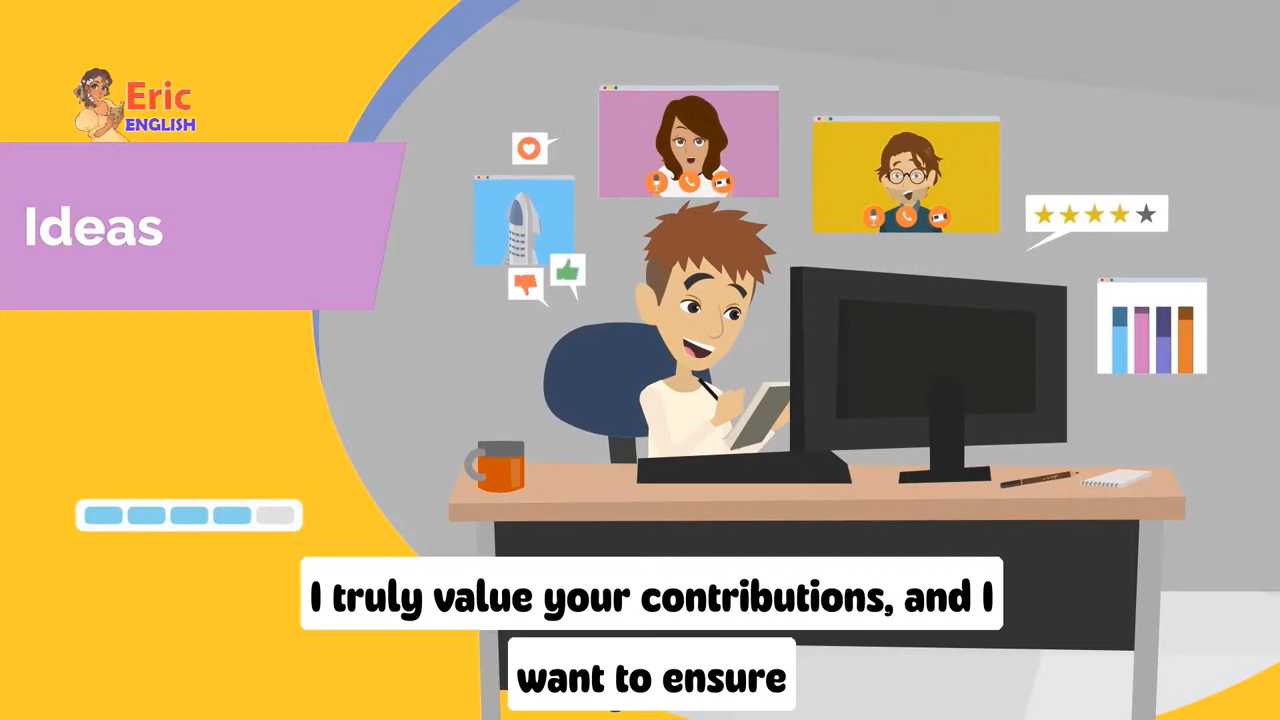 Eric
ENGLISH
Ideas
I truly value your contributions, and I
want to ensure